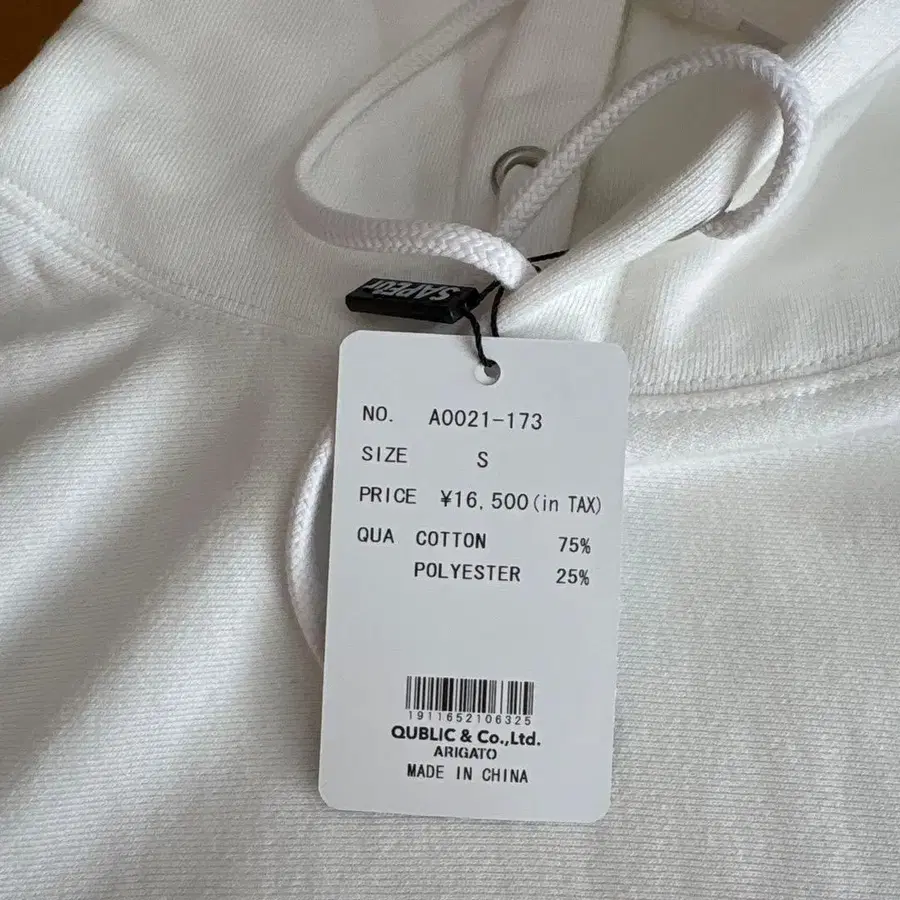 SAPEur
NO. A0021-173
SIZE S
PRICE ¥16,500(in TAX)
QUA COTTON 75%
POLYESTER 25%
1911652106325
QUBLIC & Co.,Ltd.
ARIGATO
MADE IN CHINA